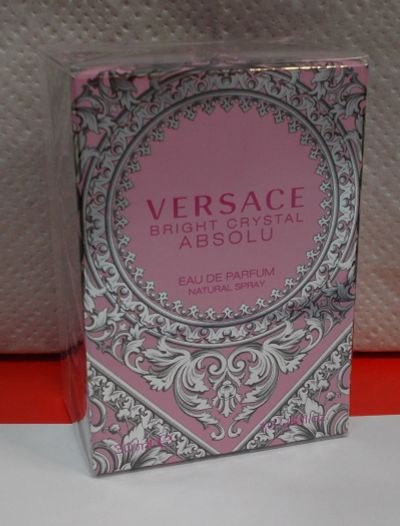 VERSACE
BRIGHT CRYSTAL
ABSOLU
EAU DE PARFUM
NATURAL SPRAY